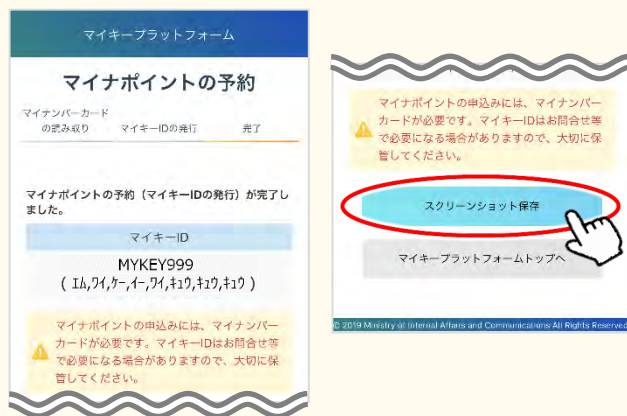 マイキープラットフォーム
マイナポイントの予約
マイナンバーカード
の読み取り マイキーIDの発行 完了
マイナポイントの予約（マイキーIDの発行）が完了し
ました。
マイキーID
MYKEY999
( ｴﾑ,ﾜｲ,ｹｰ,ｲｰ,ﾜｲ,ｷｭｳ,ｷｭｳ,ｷｭｳ )
マイナポイントの申込みには、マイナンバー
カードが必要です。マイキーIDはお問合せ等
で必要になる場合がありますので、大切に保
管してください。
マイナポイントの申込みには、マイナンバー
カードが必要です。マイキーIDはお問合せ等
で必要になる場合がありますので、大切に保
管してください。
スクリーンショット保存
マイキープラットフォームトップへ
© 2019 Ministry of Internal Affairs and Communications All Rights Reserved